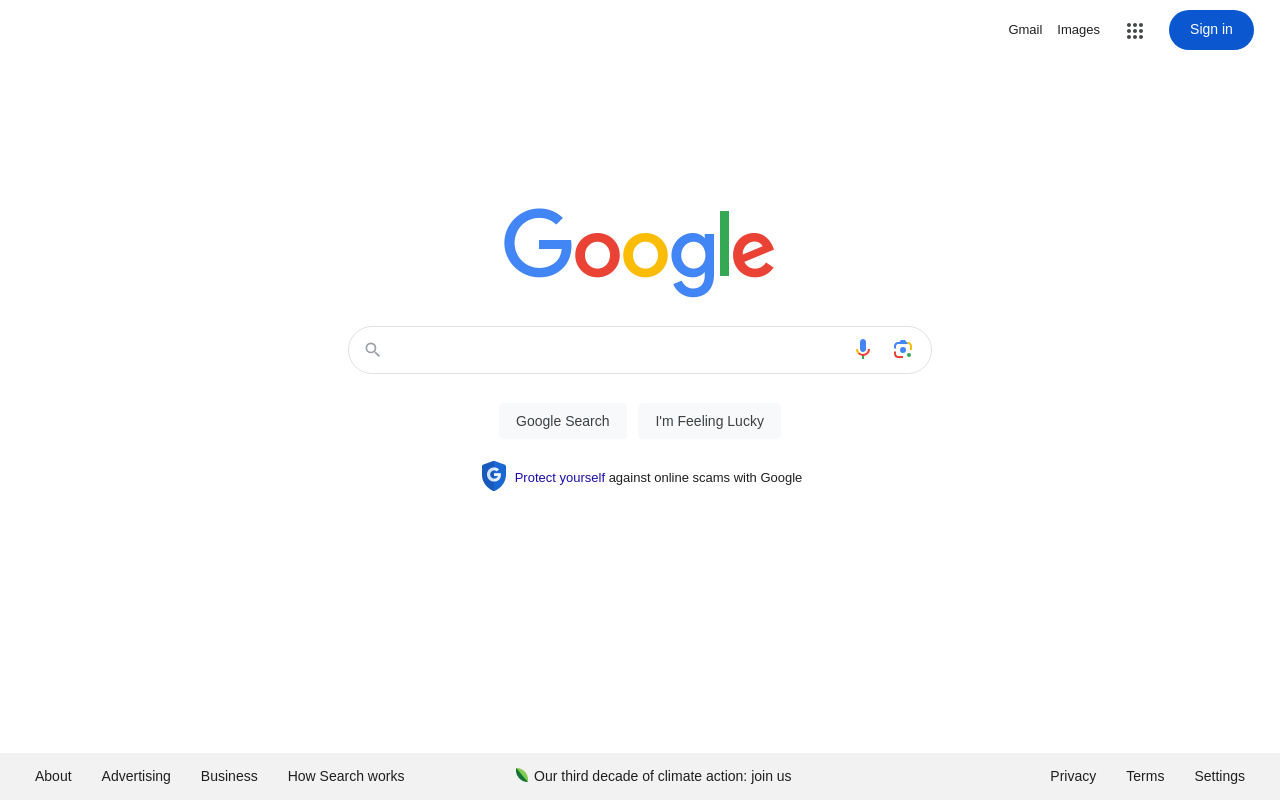 Gmail Images Sign in
Google
Google Search I'm Feeling Lucky
Protect yourself against online scams with Google
About Advertising Business How Search works Our third decade of climate action: join us Privacy Terms Settings